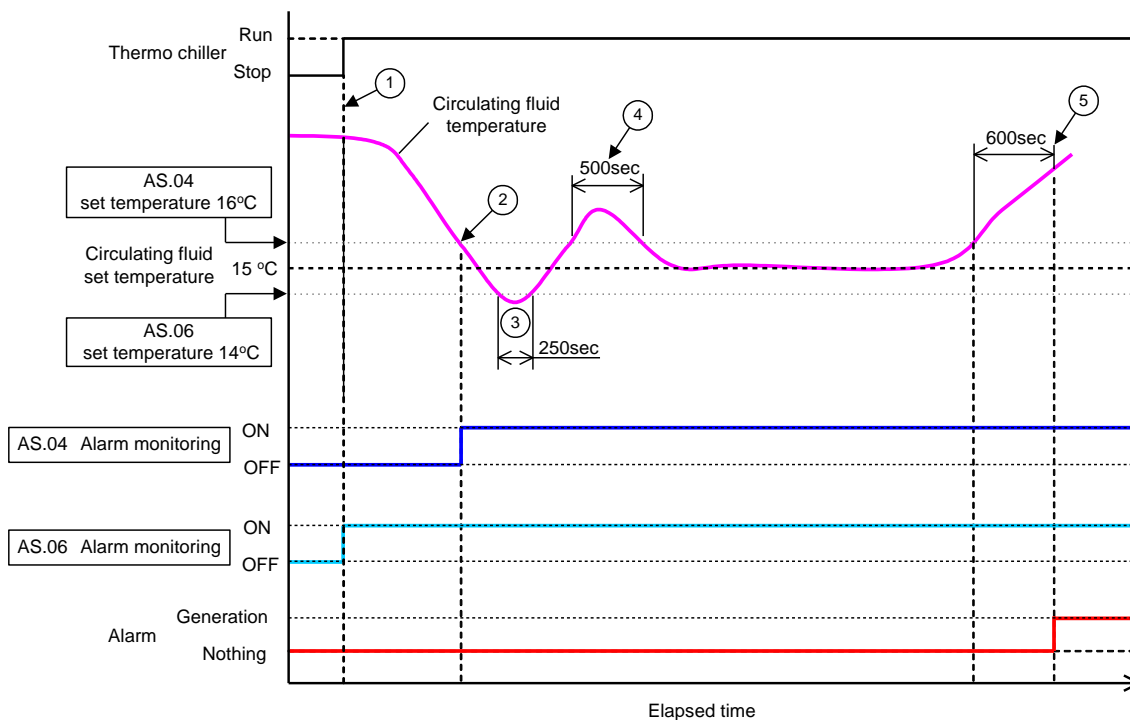 Run
Thermo chiller
Stop
1
Circulating fluid
temperature
4
5
500sec
600sec
AS.04
set temperature 16ºC
2
Circulating fluid
set temperature
15 ºC
AS.06
set temperature 14ºC
3
250sec
ON
AS.04 Alarm monitoring
OFF
ON
AS.06 Alarm monitoring
OFF
Generation
Alarm
Nothing
Elapsed time